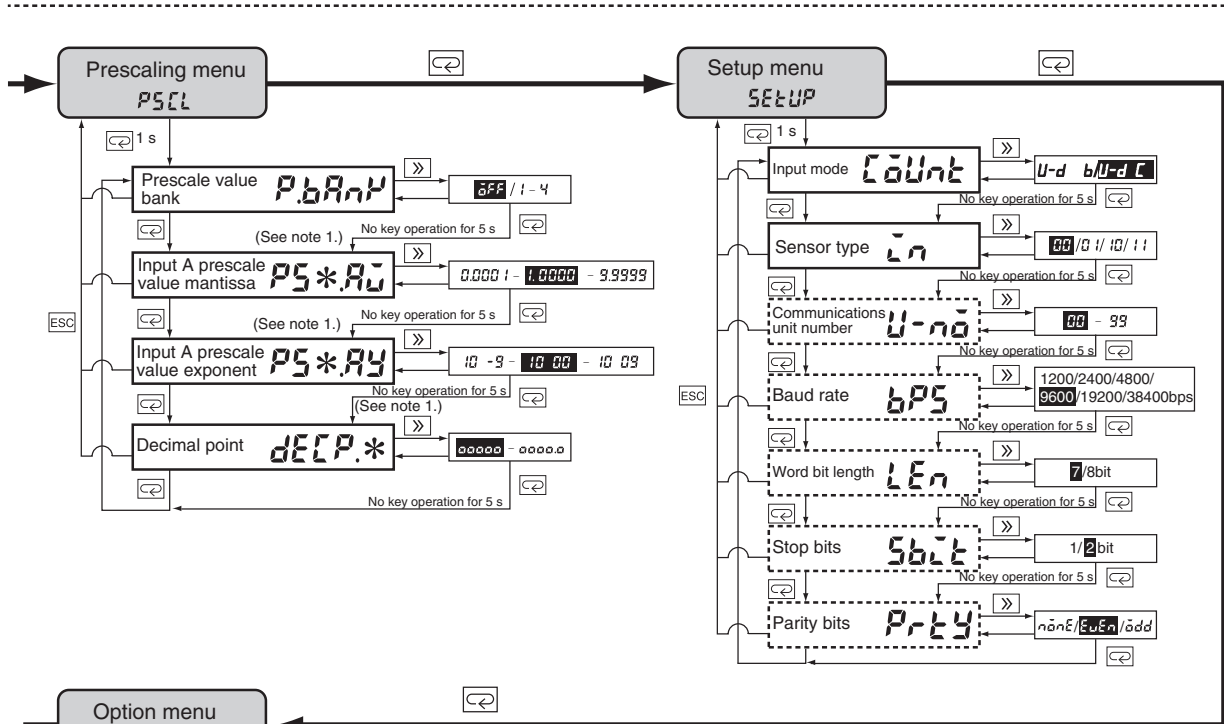 Prescaling menu
PSCL
1 s
Prescale value
bank
P.bAnK
oFF / 1 - 4
No key operation for 5 s
(See note 1.)
Input A prescale
value mantissa
PS*.AX
0.0001 - 1.0000 - 9.9999
No key operation for 5 s
(See note 1.)
Input A prescale
value exponent
PS*.AY
10 -9 - 10 00 - 10 09
No key operation for 5 s
(See note 1.)
Decimal point
dECP.*
ooooo - oooo.o
No key operation for 5 s
ESC
Setup menu
SEtUP
1 s
Input mode
CoUnt
U-d b/U-d C
No key operation for 5 s
Sensor type
in
00/01/10/11
No key operation for 5 s
Communications
unit number
U-no
00 - 99
No key operation for 5 s
Baud rate
bPS
1200/2400/4800/
9600/19200/38400bps
No key operation for 5 s
Word bit length
LEn
7/8bit
No key operation for 5 s
Stop bits
Sbit
1/2bit
No key operation for 5 s
Parity bits
PrtY
nonE/EvEn/odd
ESC
Option menu